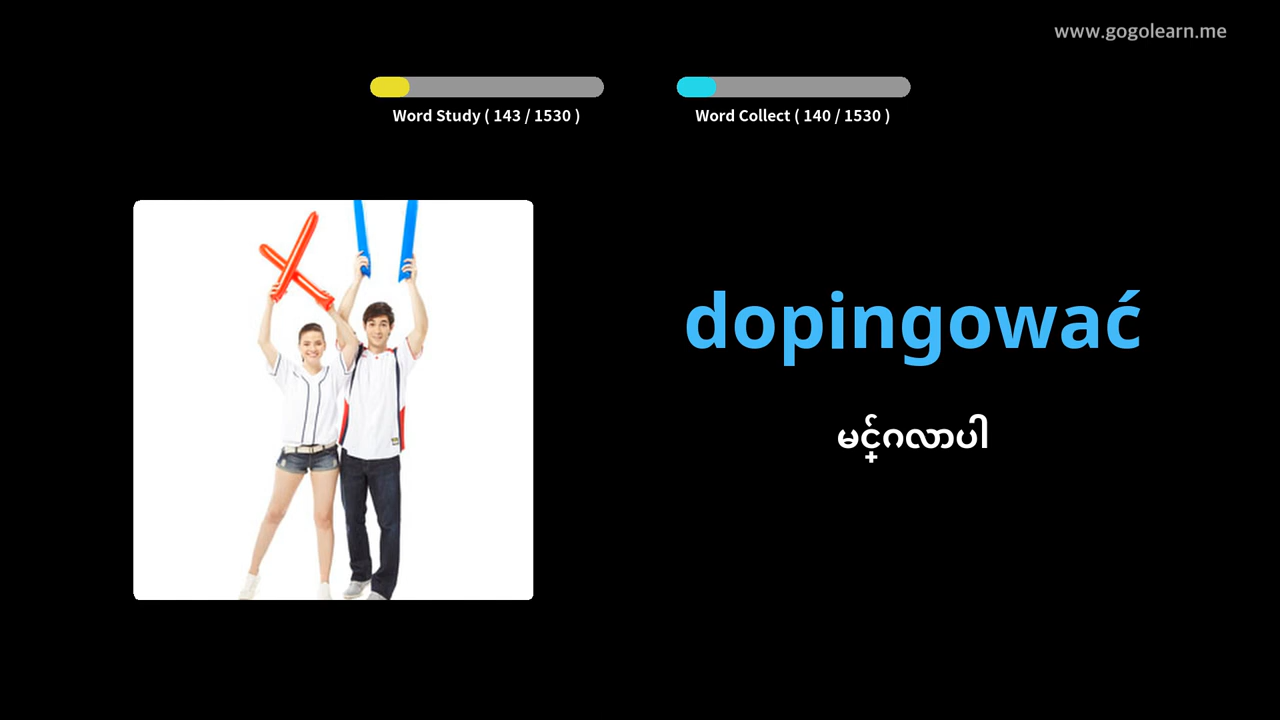 www.gogolearn.me
Word Study ( 143 / 1530 )
Word Collect ( 140 / 1530 )
dopingować
မင်္ဂလာပါ